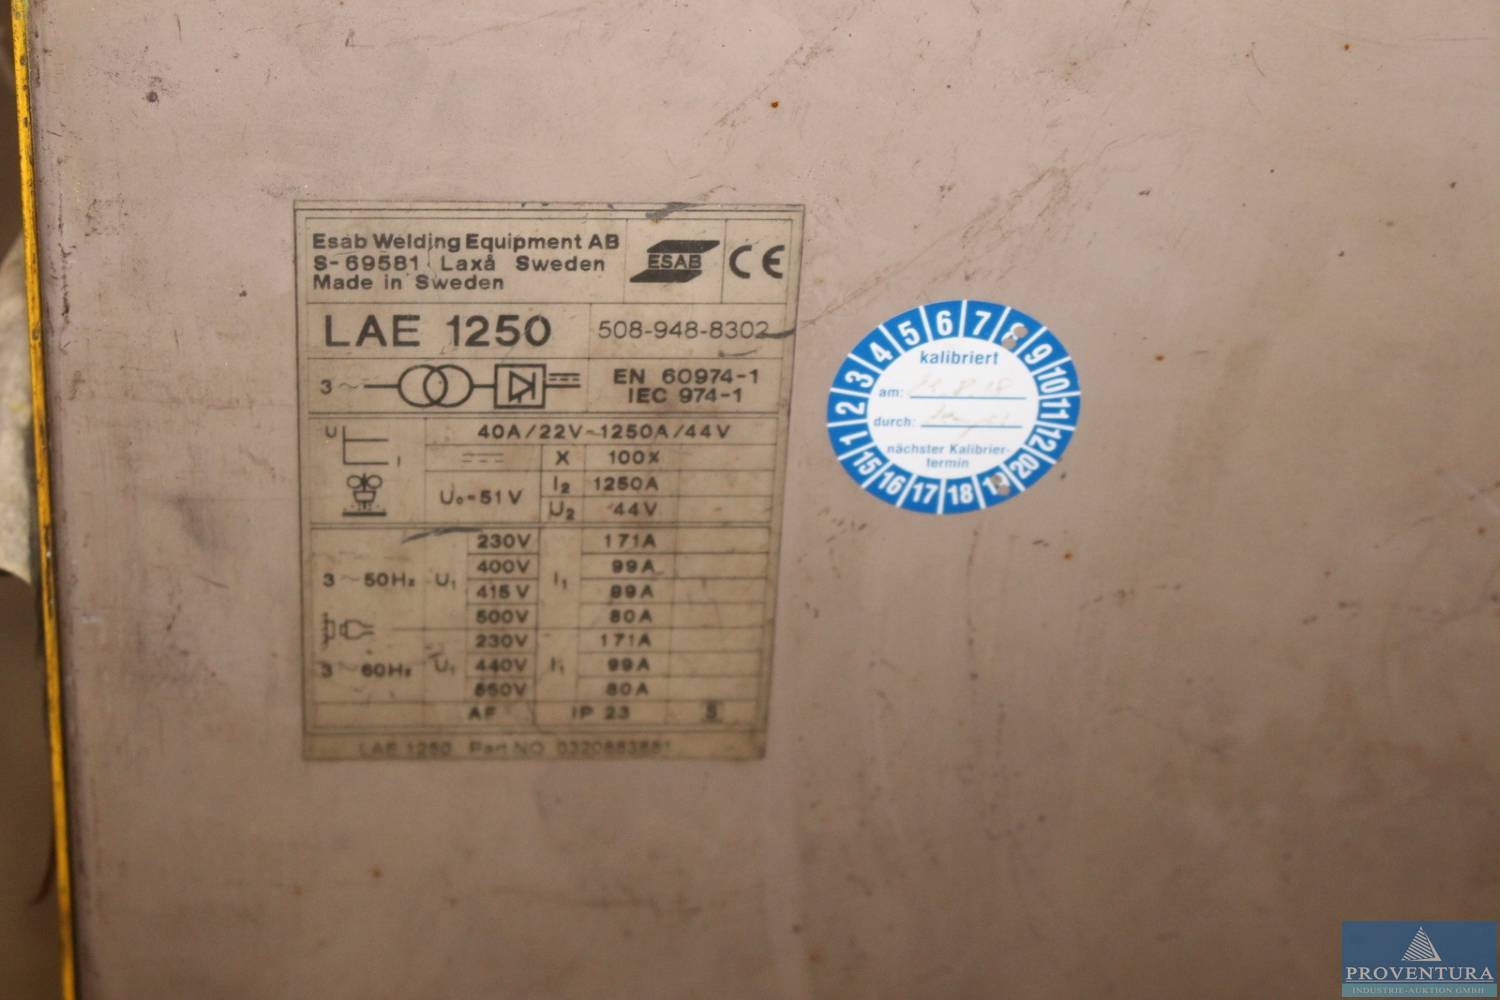 Esab Welding Equipment AB
S-69581 Laxå Sweden
Made in Sweden
ESAB
CE
LAE 1250
508-948-8302
3~
EN 60974-1
IEC 974-1
U
I
40A/22V-1250A/44V
X 100%
U₀=51V
I₂ 1250A
U₂ 44V
3~50Hz U₁ I₁
230V 171A
400V 99A
415V 99A
500V 80A
3~60Hz U₁ I₁
230V 171A
440V 99A
550V 80A
AF IP 23 S
LAE 1250 Part NO
1 2 3 4 5 6 7 8 9 10 11 12
kalibriert
am:
durch:
nächster Kalibrier-
termin
15 16 17 18 19 20
PROVENTURA
INDUSTRIE-AUKTION GMBH